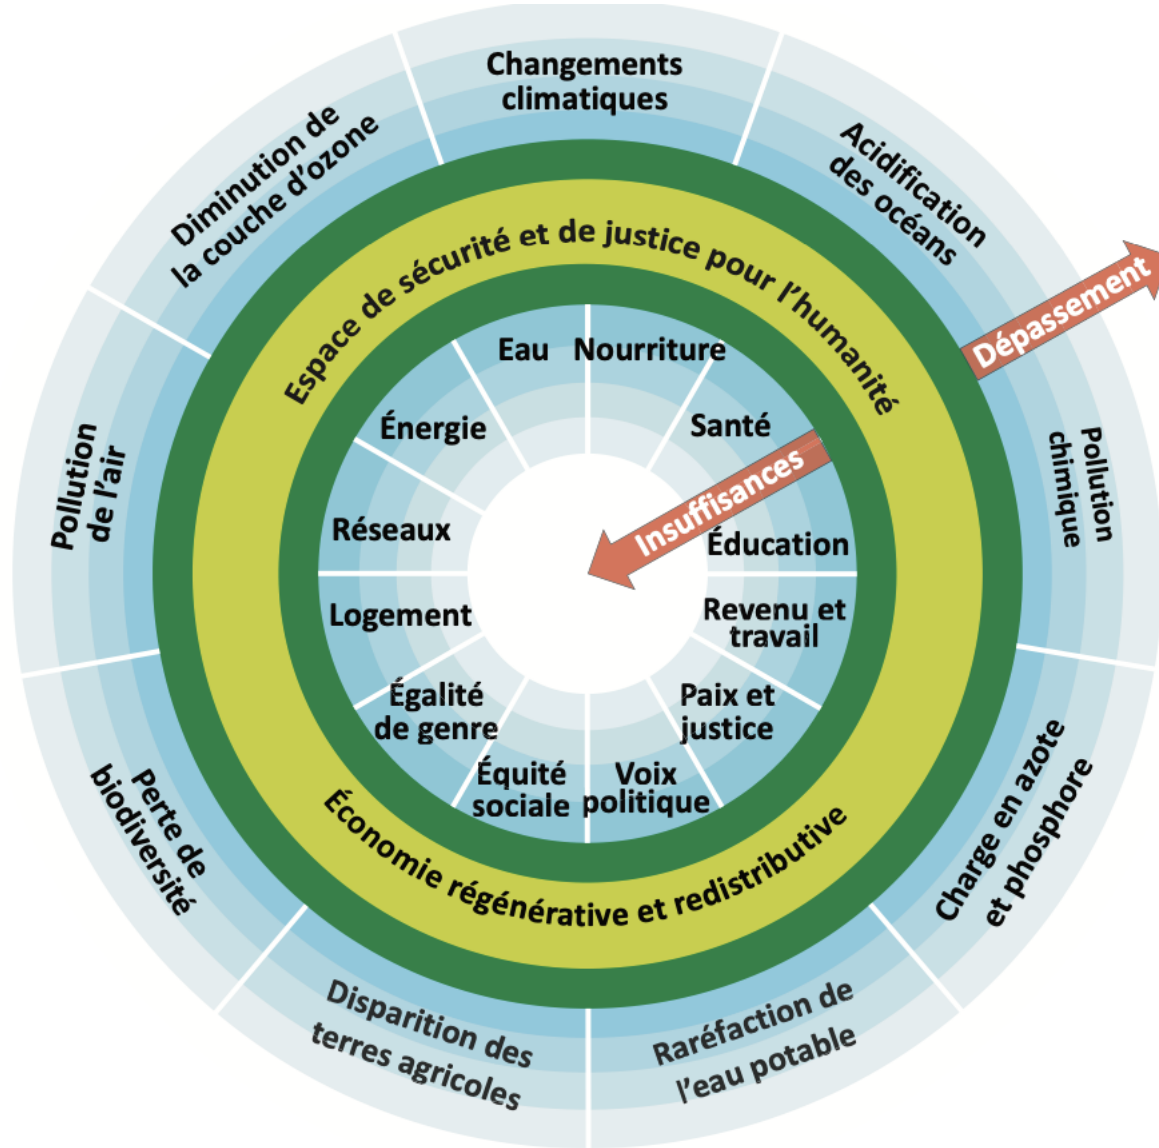 Changements
climatiques
Acidification
des océans
Dépassement
Pollution
chimique
Charge en azote
et phosphore
Raréfaction de
l'eau potable
Disparition des
terres agricoles
Perte de
biodiversité
Pollution
de l'air
Diminution de
la couche d'ozone
Espace de sécurité et de justice pour l'humanité
Économie régénérative et redistributive
Eau
Nourriture
Santé
Insuffisances
Éducation
Revenu et
travail
Paix et
justice
Voix
politique
Équité
sociale
Égalité
de genre
Logement
Réseaux
Énergie